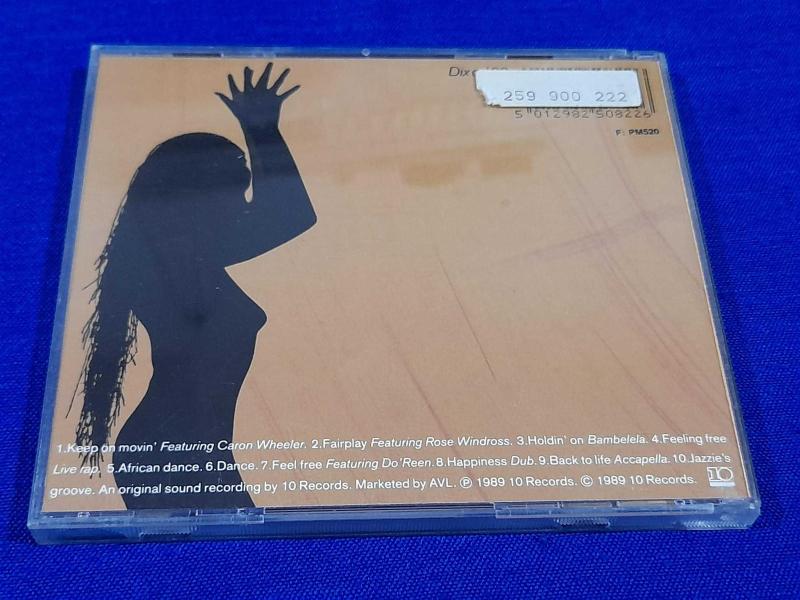 259 900 222
5 012982 508226
F: PM520
1.Keep on movin' Featuring Caron Wheeler. 2.Fairplay Featuring Rose Windross. 3.Holdin' on Bambelela. 4.Feeling free
Live rap. 5.African dance. 6.Dance. 7.Feel free Featuring Do'Reen. 8.Happiness Dub. 9.Back to life Accapella. 10.Jazzie's
groove. An original sound recording by 10 Records. Marketed by AVL. ℗ 1989 10 Records. © 1989 10 Records.
10